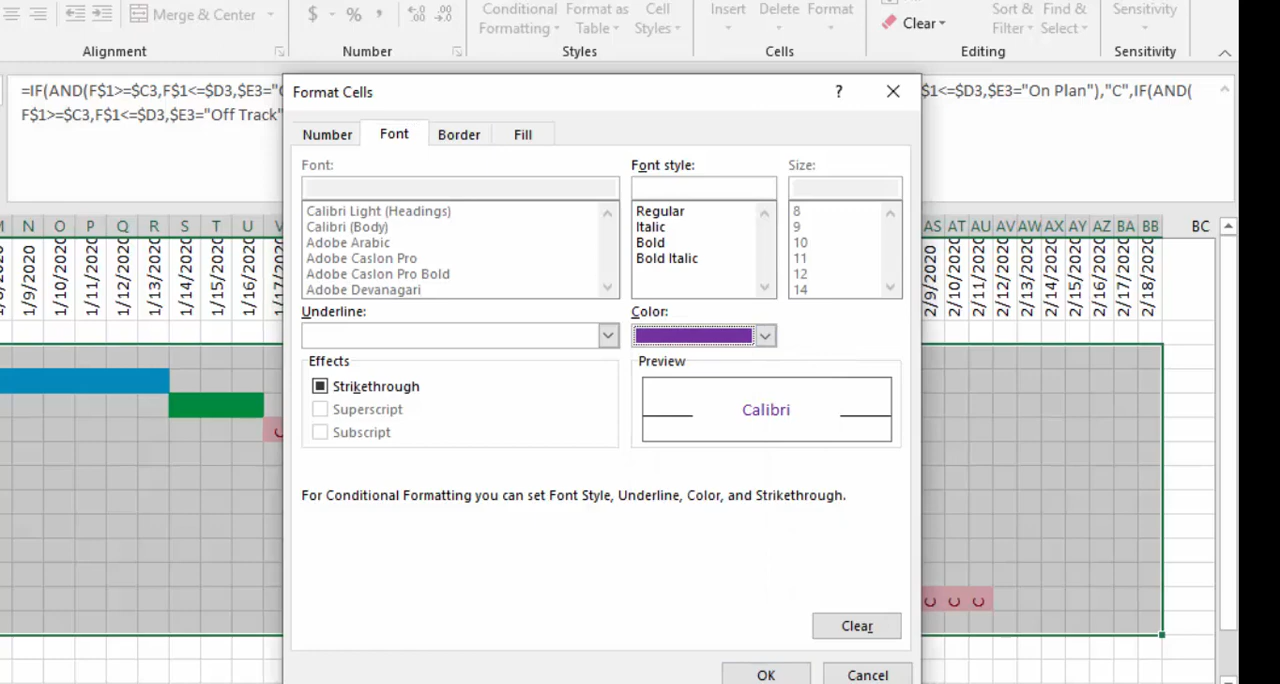 Merge & Center
$ % ,
Conditional Formatting
Format as Table
Cell Styles
Insert
Delete
Format
Clear
Sort & Filter
Find & Select
Sensitivity
Alignment
Number
Styles
Cells
Editing
Sensitivity
=IF(AND(F$1>=$C3,F$1<=$D3,$E3="
$1<=$D3,$E3="On Plan"),"C",IF(AND(
F$1>=$C3,F$1<=$D3,$E3="Off Track"
Format Cells
?
Number
Font
Border
Fill
Font:
Font style:
Size:
Calibri Light (Headings)
Calibri (Body)
Adobe Arabic
Adobe Caslon Pro
Adobe Caslon Pro Bold
Adobe Devanagari
Regular
Italic
Bold
Bold Italic
8
9
10
11
12
14
Underline:
Color:
Effects
Strikethrough
Superscript
Subscript
Preview
Calibri
For Conditional Formatting you can set Font Style, Underline, Color, and Strikethrough.
Clear
OK
Cancel
N O P Q R S T U V
AS AT AU AV AW AX AY AZ BA BB BC
1/9/2020
1/10/2020
1/11/2020
1/12/2020
1/13/2020
1/14/2020
1/15/2020
1/16/2020
2/9/2020
2/10/2020
2/11/2020
2/12/2020
2/13/2020
2/14/2020
2/15/2020
2/16/2020
2/17/2020
2/18/2020
C
C C C